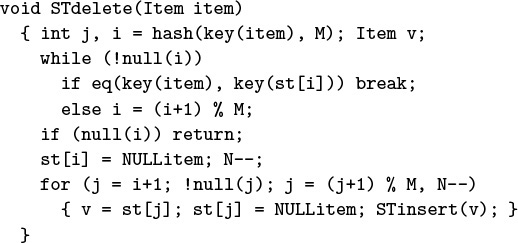 void STdelete(Item item)
{ int j, i = hash(key(item), M); Item v;
while (!null(i))
if eq(key(item), key(st[i])) break;
else i = (i+1) % M;
if (null(i)) return;
st[i] = NULLitem; N--;
for (j = i+1; !null(j); j = (j+1) % M, N--)
{ v = st[j]; st[j] = NULLitem; STinsert(v); }
}